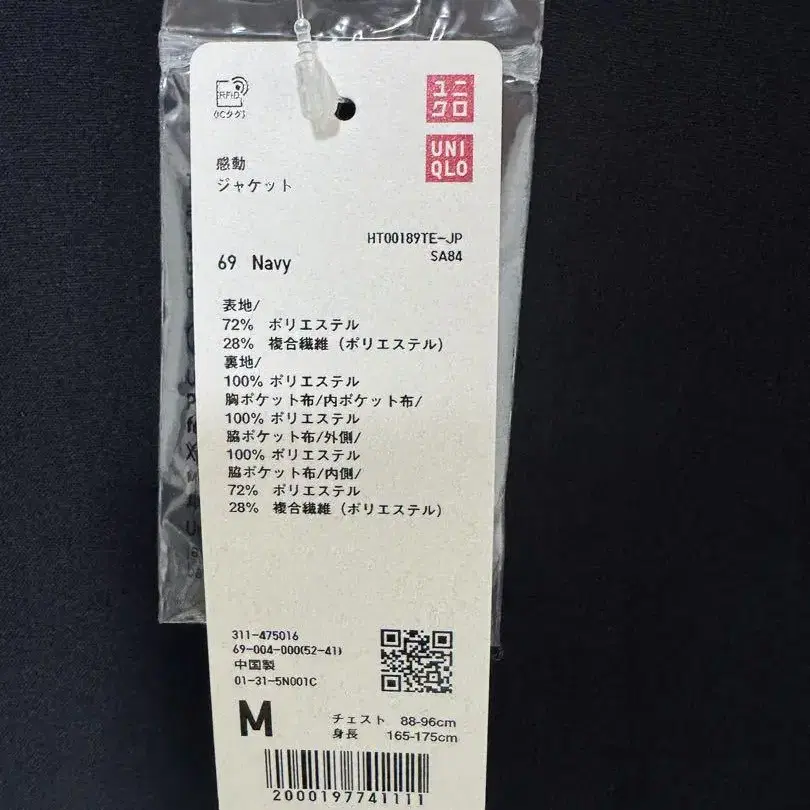 RFiD
(ICタグ)
ユニ
クロ
UNI
QLO
感動
ジャケット
HT00189TE-JP
SA84
69 Navy
表地/
72% ポリエステル
28% 複合繊維 (ポリエステル)
裏地/
100% ポリエステル
胸ポケット布/内ポケット布/
100% ポリエステル
脇ポケット布/外側/
100% ポリエステル
脇ポケット布/内側/
72% ポリエステル
28% 複合繊維 (ポリエステル)
311-475016
69-004-000(52-41)
中国製
01-31-5N001C
M
チェスト 88-96cm
身長 165-175cm
2000197741111